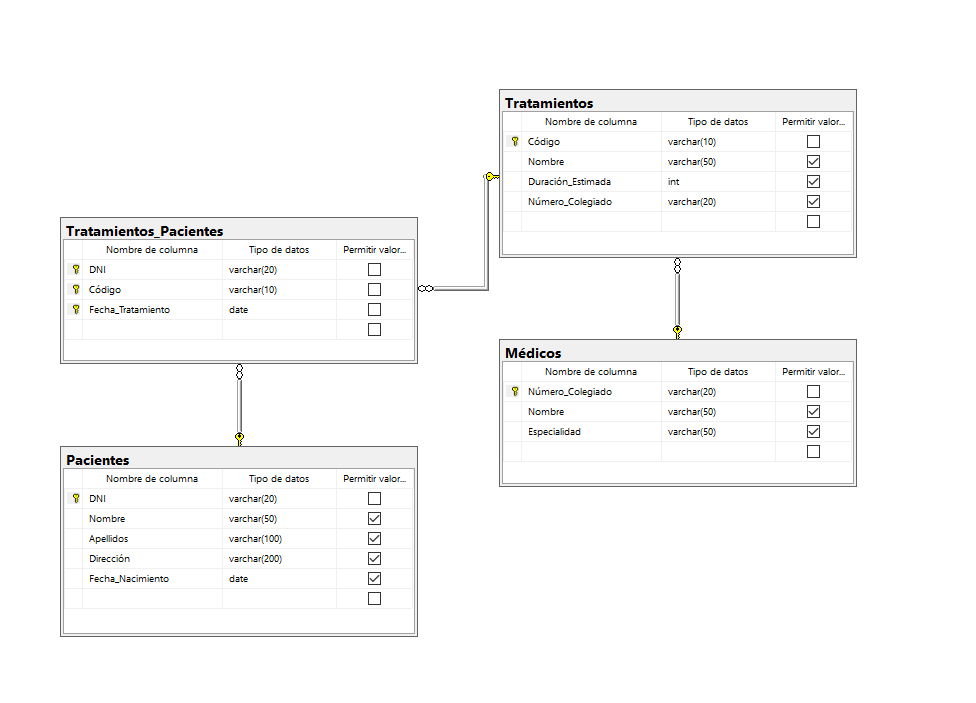 Tratamientos
Nombre de columna Tipo de datos Permitir valor...
Código varchar(10)
Nombre varchar(50)
Duración_Estimada int
Número_Colegiado varchar(20)
Tratamientos_Pacientes
Nombre de columna Tipo de datos Permitir valor...
DNI varchar(20)
Código varchar(10)
Fecha_Tratamiento date
Médicos
Nombre de columna Tipo de datos Permitir valor...
Número_Colegiado varchar(20)
Nombre varchar(50)
Especialidad varchar(50)
Pacientes
Nombre de columna Tipo de datos Permitir valor...
DNI varchar(20)
Nombre varchar(50)
Apellidos varchar(100)
Dirección varchar(200)
Fecha_Nacimiento date